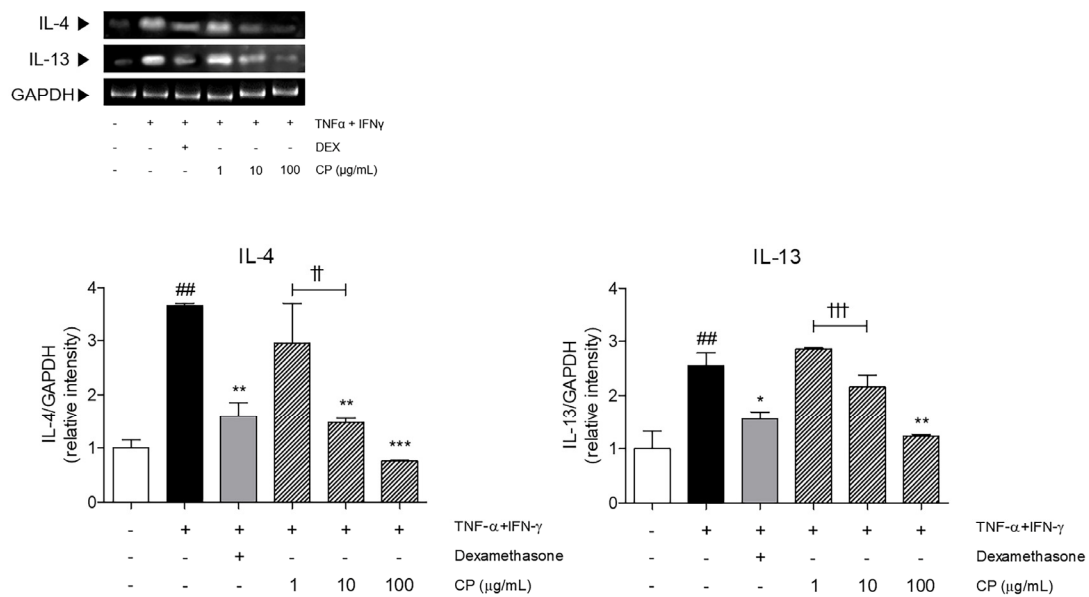 IL-4
IL-13
GAPDH
- + + + + + TNFα + IFNγ
- - + - - - DEX
- - - 1 10 100 CP (µg/mL)
IL-4
IL-4/GAPDH
(relative intensity)
4
3
2
1
0
##
**
††
**
***
- + + + + + TNF-α+IFN-γ
- - + - - - Dexamethasone
- - - 1 10 100 CP (µg/mL)
IL-13
IL-13/GAPDH
(relative intensity)
4
3
2
1
0
##
*
†††
**
- + + + + + TNF-α+IFN-γ
- - + - - - Dexamethasone
- - - 1 10 100 CP (µg/mL)